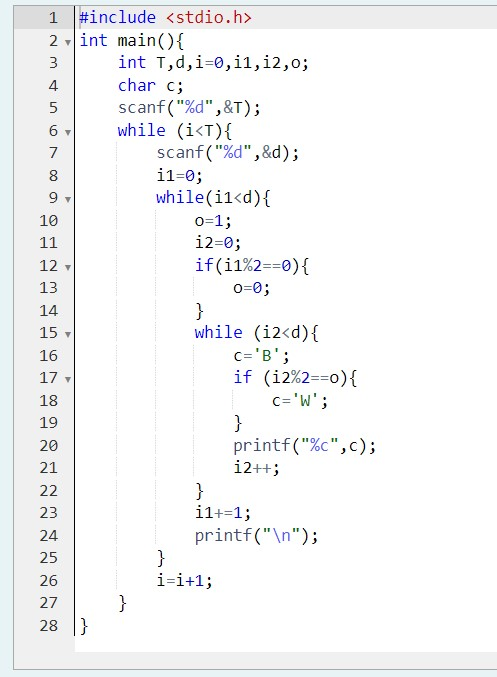 1 #include <stdio.h>
2 int main(){
3     int T,d,i=0,i1,i2,o;
4     char c;
5     scanf("%d",&T);
6     while (i<T){
7         scanf("%d",&d);
8         i1=0;
9         while(i1<d){
10             o=1;
11             i2=0;
12             if(i1%2==0){
13                 o=0;
14             }
15             while (i2<d){
16                 c='B';
17                 if (i2%2==o){
18                     c='W';
19                 }
20                 printf("%c",c);
21                 i2++;
22             }
23             i1+=1;
24             printf("\n");
25         }
26         i=i+1;
27     }
28 }